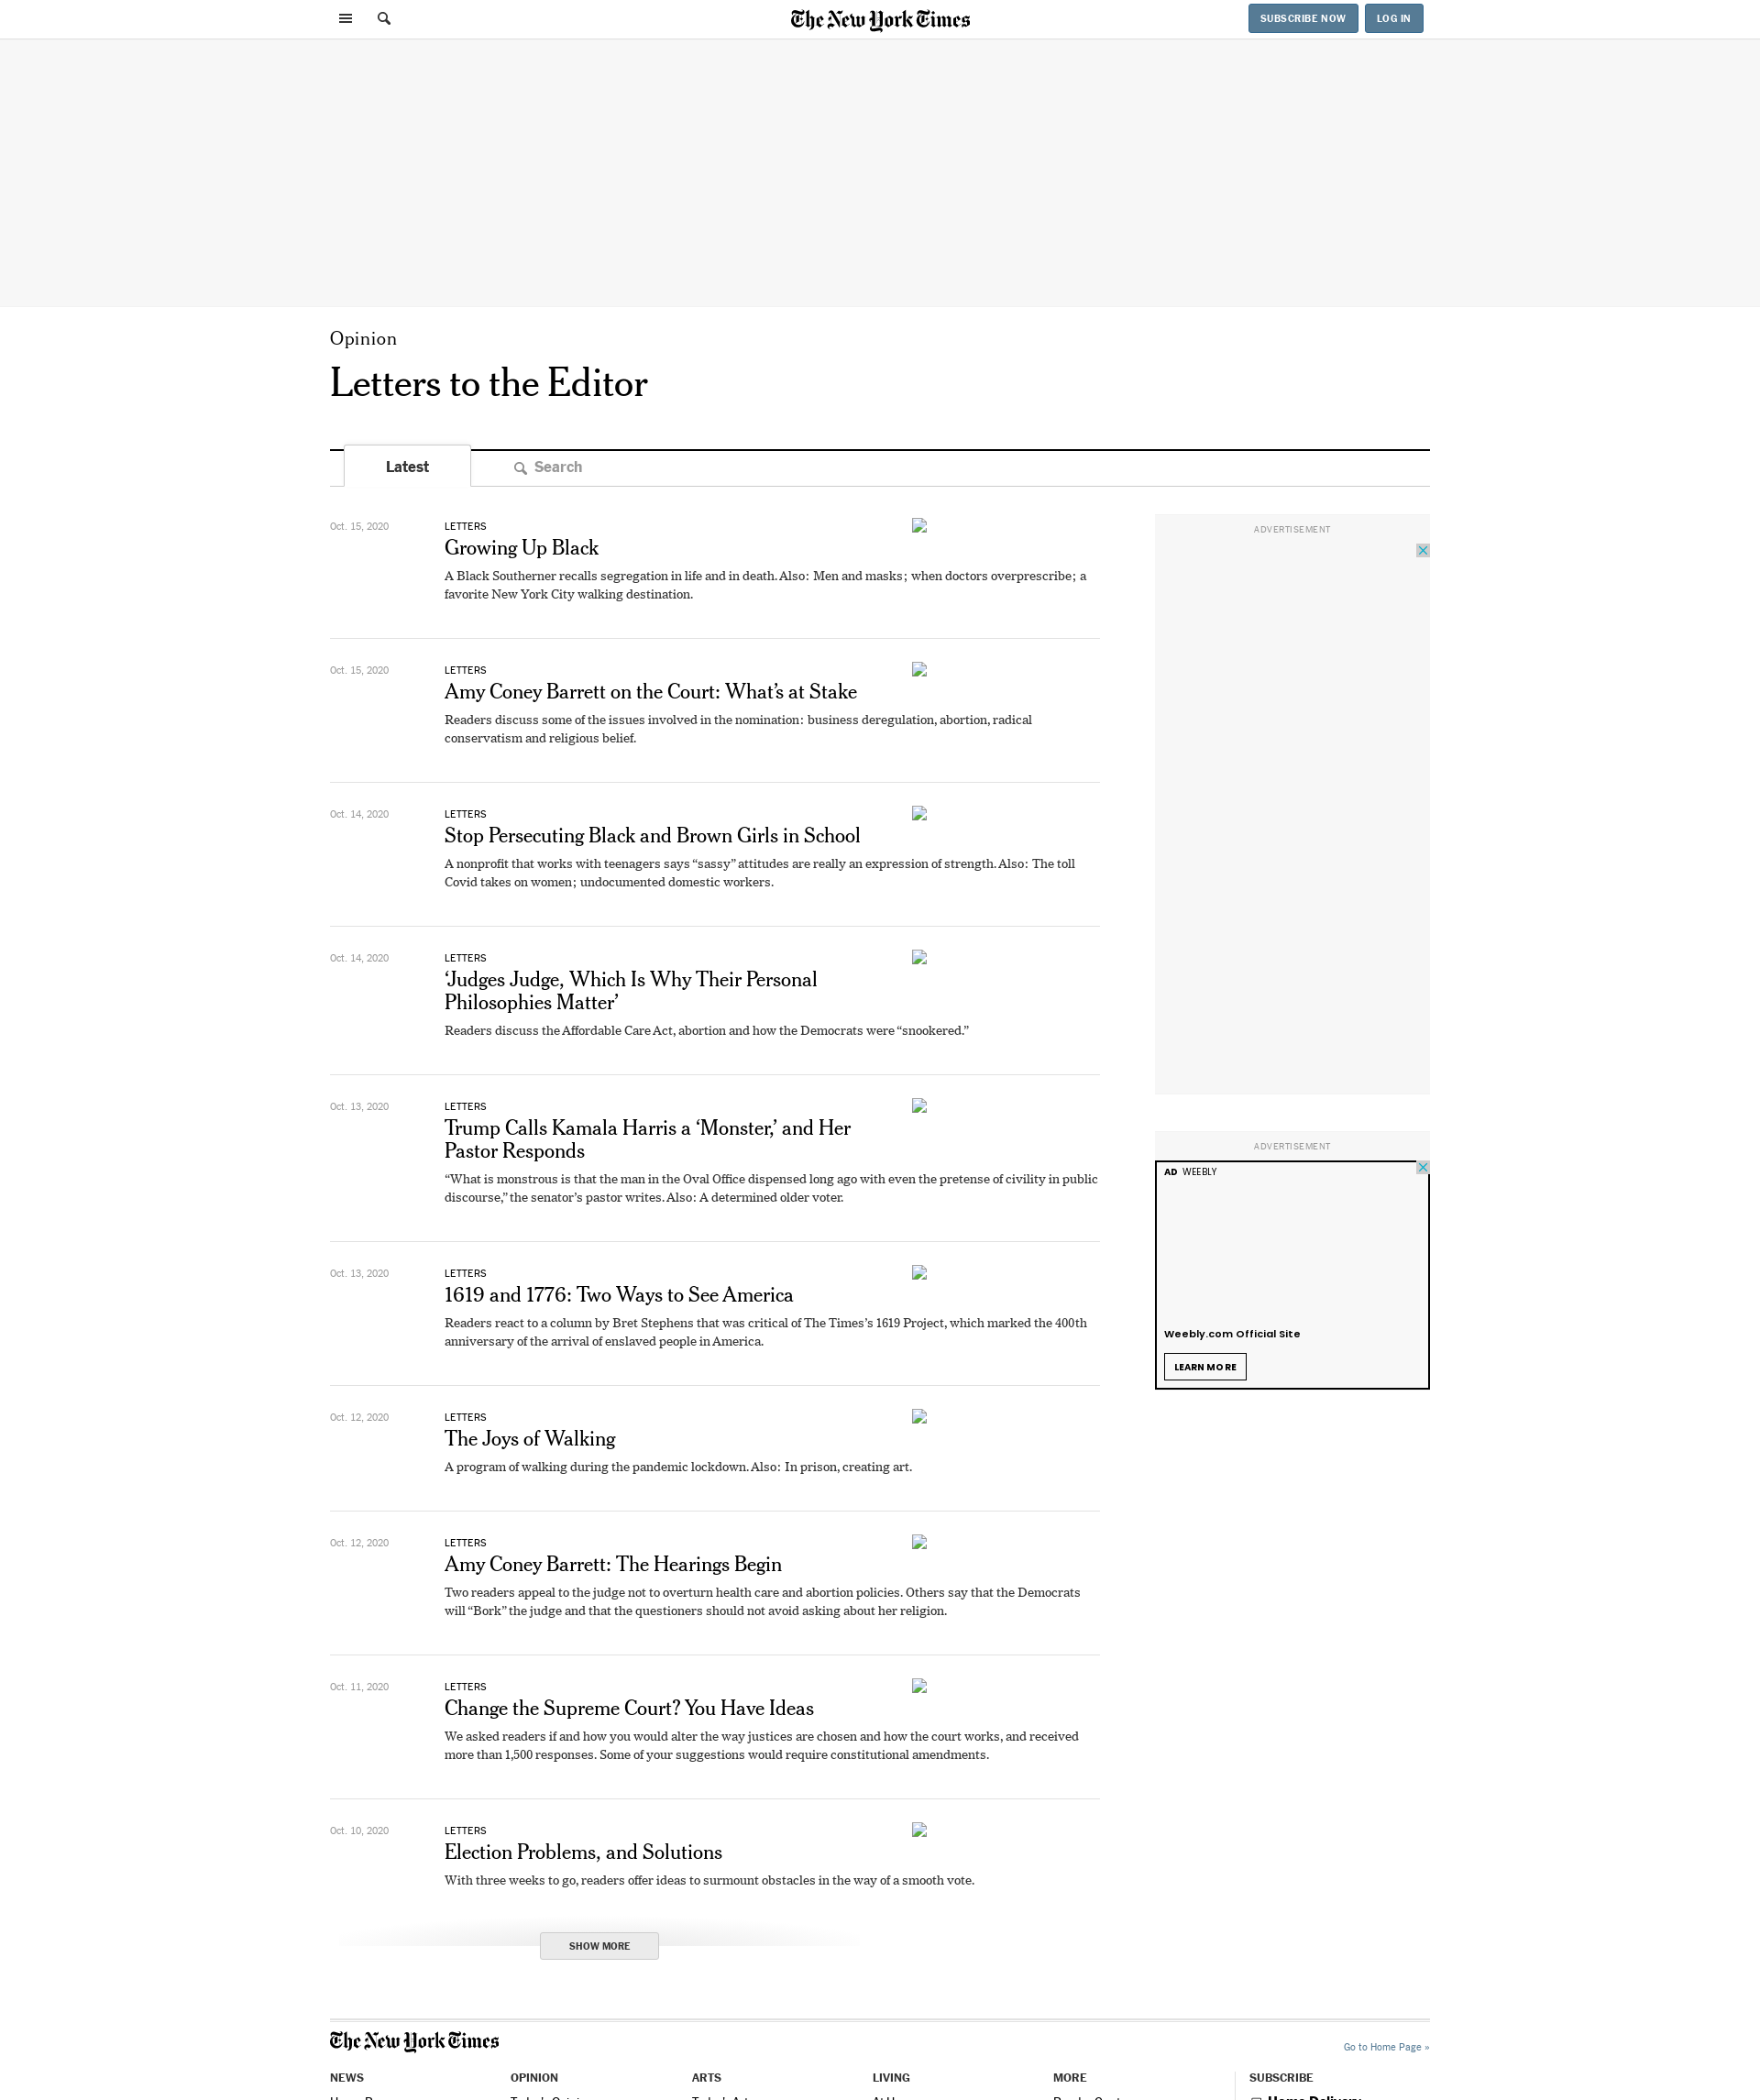 The New York Times
SUBSCRIBE NOW
LOG IN
Opinion
Letters to the Editor
Latest
Search
Oct. 15, 2020
LETTERS
Growing Up Black
A Black Southerner recalls segregation in life and in death. Also: Men and masks; when doctors overprescribe; a
favorite New York City walking destination.
Oct. 15, 2020
LETTERS
Amy Coney Barrett on the Court: What’s at Stake
Readers discuss some of the issues involved in the nomination: business deregulation, abortion, radical
conservatism and religious belief.
Oct. 14, 2020
LETTERS
Stop Persecuting Black and Brown Girls in School
A nonprofit that works with teenagers says “sassy” attitudes are really an expression of strength. Also: The toll
Covid takes on women; undocumented domestic workers.
Oct. 14, 2020
LETTERS
‘Judges Judge, Which Is Why Their Personal
Philosophies Matter’
Readers discuss the Affordable Care Act, abortion and how the Democrats were “snookered.”
Oct. 13, 2020
LETTERS
Trump Calls Kamala Harris a ‘Monster,’ and Her
Pastor Responds
“What is monstrous is that the man in the Oval Office dispensed long ago with even the pretense of civility in public
discourse,” the senator’s pastor writes. Also: A determined older voter.
Oct. 13, 2020
LETTERS
1619 and 1776: Two Ways to See America
Readers react to a column by Bret Stephens that was critical of The Times’s 1619 Project, which marked the 400th
anniversary of the arrival of enslaved people in America.
Oct. 12, 2020
LETTERS
The Joys of Walking
A program of walking during the pandemic lockdown. Also: In prison, creating art.
Oct. 12, 2020
LETTERS
Amy Coney Barrett: The Hearings Begin
Two readers appeal to the judge not to overturn health care and abortion policies. Others say that the Democrats
will “Bork” the judge and that the questioners should not avoid asking about her religion.
Oct. 11, 2020
LETTERS
Change the Supreme Court? You Have Ideas
We asked readers if and how you would alter the way justices are chosen and how the court works, and received
more than 1,500 responses. Some of your suggestions would require constitutional amendments.
Oct. 10, 2020
LETTERS
Election Problems, and Solutions
With three weeks to go, readers offer ideas to surmount obstacles in the way of a smooth vote.
SHOW MORE
ADVERTISEMENT
ADVERTISEMENT
AD WEEBLY
Weebly.com Official Site
LEARN MORE
The New York Times
Go to Home Page »
NEWS
OPINION
ARTS
LIVING
MORE
SUBSCRIBE
Home Delivery